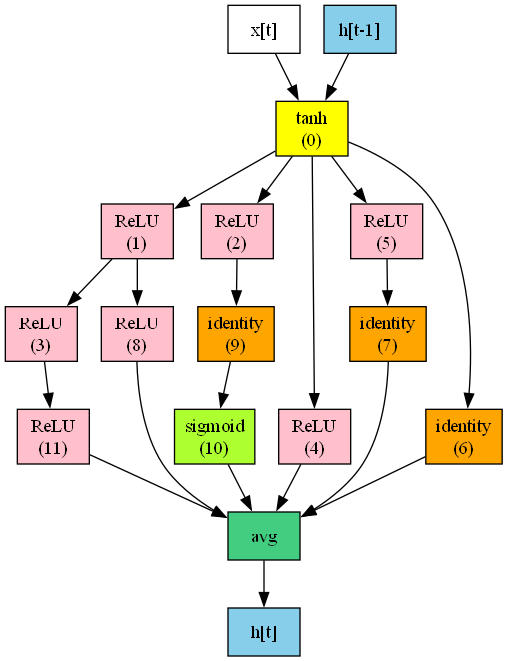 x[t]
h[t-1]
tanh
(0)
ReLU
(1)
ReLU
(2)
ReLU
(5)
ReLU
(3)
ReLU
(8)
identity
(9)
identity
(7)
ReLU
(11)
sigmoid
(10)
ReLU
(4)
identity
(6)
avg
h[t]